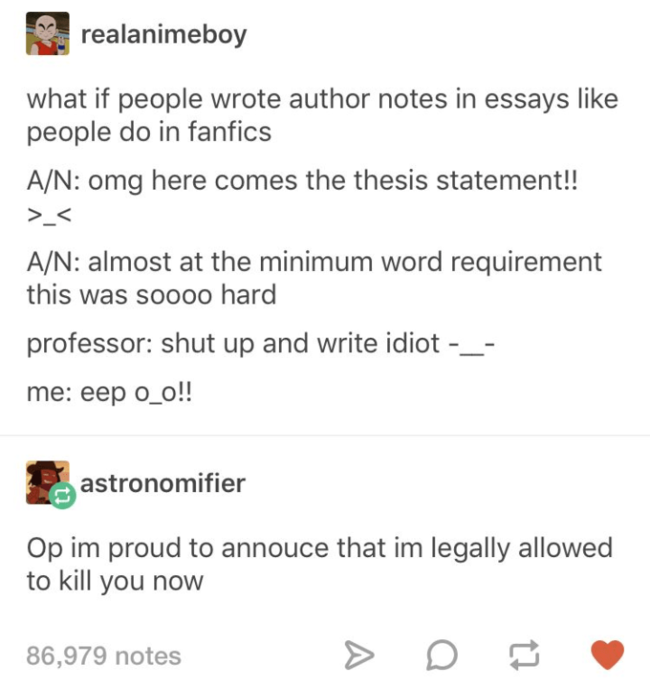 realanimeboy
what if people wrote author notes in essays like
people do in fanfics
A/N: omg here comes the thesis statement!!
>_<
A/N: almost at the minimum word requirement
this was soooo hard
professor: shut up and write idiot -__-
me: eep o_o!!
astronomifier
Op im proud to annouce that im legally allowed
to kill you now
86,979 notes